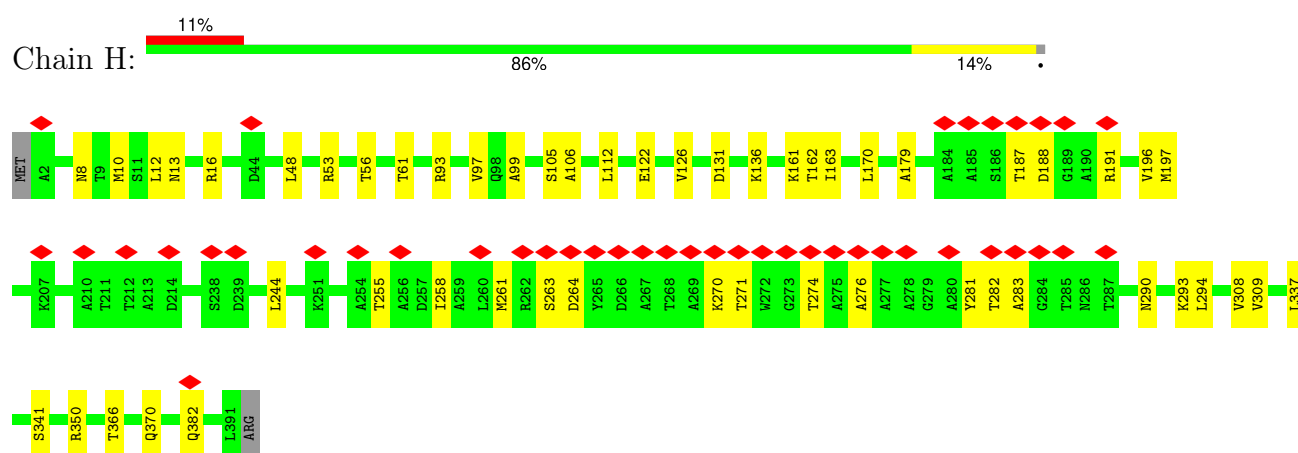 11%
Chain H:
86% 14% •
MET A2 D44 N8 T9 M10 S11 L12 N13 R16 L48 R53 T56 T61 R93 V97 Q98 A99 S105 A106 L112 E122 V126 D131 K136 K161 T162 I163 L170 A179 A184 A185 S186 T187 D188 G189 A190 R191 V196 M197
K207 A210 T211 T212 A213 D214 S238 D239 L244 K251 A254 T255 A256 D257 I258 A259 L260 M261 R262 S263 D264 Y265 D266 A267 T268 A269 K270 T271 W272 G273 T274 A275 A276 A277 A278 G279 A280 Y281 T282 A283 G284 T285 N286 T287 N290 K293 L294 V308 V309 L337
S341 R350 T366 Q370 Q382 L391 ARG